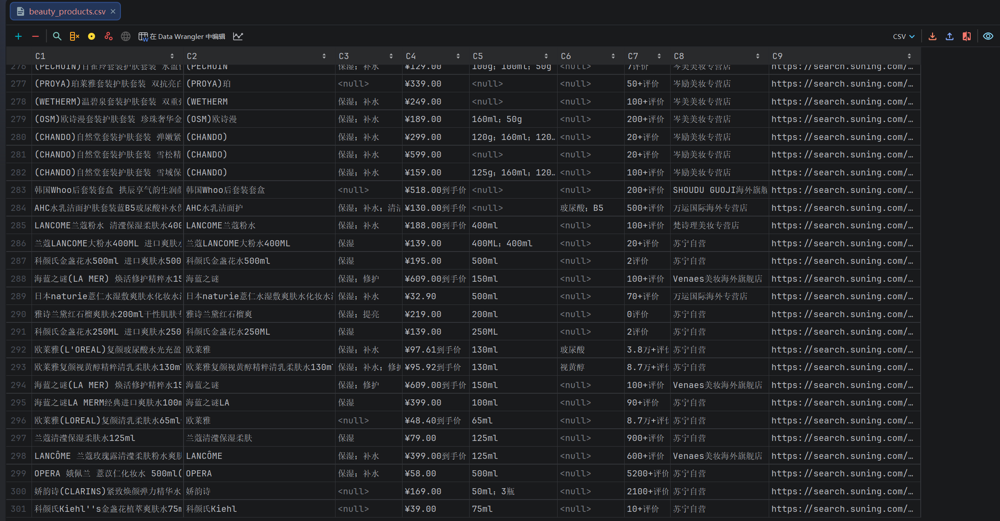 beauty_products.csv ×
在 Data Wrangler 中编辑 CSV
C1 C2 C3 C4 C5 C6 C7 C8 C9
276 (PECHOIN)百雀羚套装护肤套装 水盈 (PECHOIN 保湿；补水 ¥129.00 100g；100ml；50g <null> 7评价 岑美美妆专营店 https://search.suning.com/…
277 (PROYA)珀莱雅套装护肤套装 双抗亮白 (PROYA)珀 <null> ¥339.00 <null> <null> 50+评价 岑励美妆专营店 https://search.suning.com/…
278 (WETHERM)温碧泉套装护肤套装 双重 (WETHERM 保湿；补水 ¥249.00 <null> <null> 100+评价 岑美美妆专营店 https://search.suning.com/…
279 (OSM)欧诗漫套装护肤套装 珍珠奢华金 (OSM)欧诗漫 保湿；补水 ¥189.00 160ml；50g <null> 200+评价 岑美美妆专营店 https://search.suning.com/…
280 (CHANDO)自然堂套装护肤套装 弹嫩紧 (CHANDO) 保湿；补水 ¥299.00 120g；160ml；120… <null> 20+评价 岑励美妆专营店 https://search.suning.com/…
281 (CHANDO)自然堂套装护肤套装 雪松精 (CHANDO) 保湿；补水 ¥599.00 <null> <null> 20+评价 岑励美妆专营店 https://search.suning.com/…
282 (CHANDO)自然堂套装护肤套装 雪域保 (CHANDO) 保湿；补水 ¥159.00 125g；160ml；120… <null> 100+评价 岑励美妆专营店 https://search.suning.com/…
283 韩国Whoo后套装套盒 拱辰享气韵生润颜 韩国Whoo后套装套盒 <null> ¥518.00到手价 <null> <null> 200+评价 SHOUDU GUOJI海外旗舰 https://search.suning.com/…
284 AHC水乳洁面护肤套装蓝B5玻尿酸补水保 AHC水乳洁面护 保湿；补水；清洁 ¥130.00到手价 <null> 玻尿酸；B5 500+评价 万运国际海外专营店 https://search.suning.com/…
285 LANCOME兰蔻粉水 清滢保湿柔肤水400 LANCOME兰蔻粉水 保湿；补水 ¥188.00到手价 400ml <null> 100+评价 梵诗理美妆专营店 https://search.suning.com/…
286 兰蔻LANCOME大粉水400ML 进口爽肤水 兰蔻LANCOME大粉水400ML 保湿 ¥139.00 400ML；400ml <null> 20+评价 苏宁自营 https://search.suning.com/…
287 科颜氏金盏花水500ml 进口爽肤水500 科颜氏金盏花水500ml 保湿 ¥195.00 500ml <null> 2评价 苏宁自营 https://search.suning.com/…
288 海蓝之谜(LA MER) 焕活修护精粹水15 海蓝之谜 保湿；修护 ¥609.00到手价 150ml <null> 100+评价 Venaes美妆海外旗舰店 https://search.suning.com/…
289 日本naturie薏仁水湿敷爽肤水化妆水 日本naturie薏仁水湿敷爽肤水化妆水 保湿；补水 ¥32.90 500ml <null> 70+评价 万运国际海外专营店 https://search.suning.com/…
290 雅诗兰黛红石榴爽肤水200ml干性肌肤专 雅诗兰黛红石榴爽 保湿；提亮 ¥219.00 200ml <null> 0评价 苏宁自营 https://search.suning.com/…
291 科颜氏金盏花水250ML 进口爽肤水250 科颜氏金盏花水250ML 保湿 ¥139.00 250ML <null> 2评价 苏宁自营 https://search.suning.com/…
292 欧莱雅(L'OREAL)复颜玻尿酸水光充盈 欧莱雅 保湿；补水 ¥97.61到手价 130ml 玻尿酸 3.8万+评价 苏宁自营 https://search.suning.com/…
293 欧莱雅复颜视黄醇精粹清乳柔肤水130m 欧莱雅复颜视黄醇精粹清乳柔肤水130m 保湿；补水；修护 ¥95.92到手价 130ml 视黄醇 8.7万+评价 苏宁自营 https://search.suning.com/…
294 海蓝之谜(LA MER) 焕活修护精粹水15 海蓝之谜 保湿；修护 ¥609.00到手价 150ml <null> 100+评价 Venaes美妆海外旗舰店 https://search.suning.com/…
295 海蓝之谜LA MERM经典进口爽肤水100m 海蓝之谜LA 保湿 ¥399.00 100ml <null> 90+评价 苏宁自营 https://search.suning.com/…
296 欧莱雅(LOREAL)复颜清乳柔肤水65ml 欧莱雅 <null> ¥48.40到手价 65ml <null> 8.7万+评价 苏宁自营 https://search.suning.com/…
297 兰蔻清滢保湿柔肤水125ml 兰蔻清滢保湿柔肤 保湿 ¥79.00 125ml <null> 900+评价 苏宁自营 https://search.suning.com/…
298 LANCÔME 兰蔻玫瑰露清滢柔肤粉水爽肤 LANCÔME 保湿；补水 ¥399.00到手价 125ml <null> 600+评价 Venaes美妆海外旗舰店 https://search.suning.com/…
299 OPERA 娥佩兰 薏苡仁化妆水 500ml( OPERA 保湿；补水 ¥58.00 500ml <null> 5200+评价 苏宁自营 https://search.suning.com/…
300 娇韵诗(CLARINS)紧致焕颜弹力精华水 娇韵诗 <null> ¥169.00 50ml；3瓶 <null> 2100+评价 苏宁自营 https://search.suning.com/…
301 科颜氏Kiehl''s金盏花植萃爽肤水75m 科颜氏Kiehl <null> ¥39.00 75ml <null> 10+评价 苏宁自营 https://search.suning.com/…